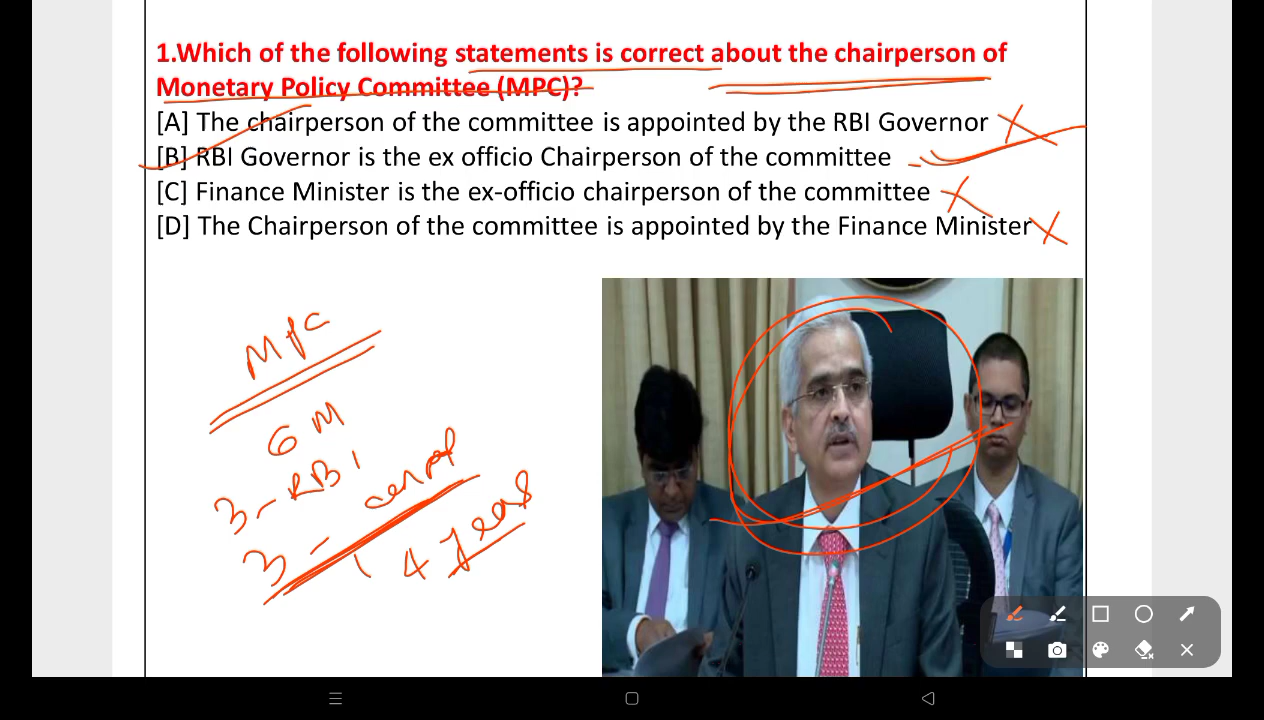 1.Which of the following statements is correct about the chairperson of
Monetary Policy Committee (MPC)?
[A] The chairperson of the committee is appointed by the RBI Governor
[B] RBI Governor is the ex officio Chairperson of the committee
[C] Finance Minister is the ex-officio chairperson of the committee
[D] The Chairperson of the committee is appointed by the Finance Minister
MPC
6 M
3 - RBI
3 -
4 years